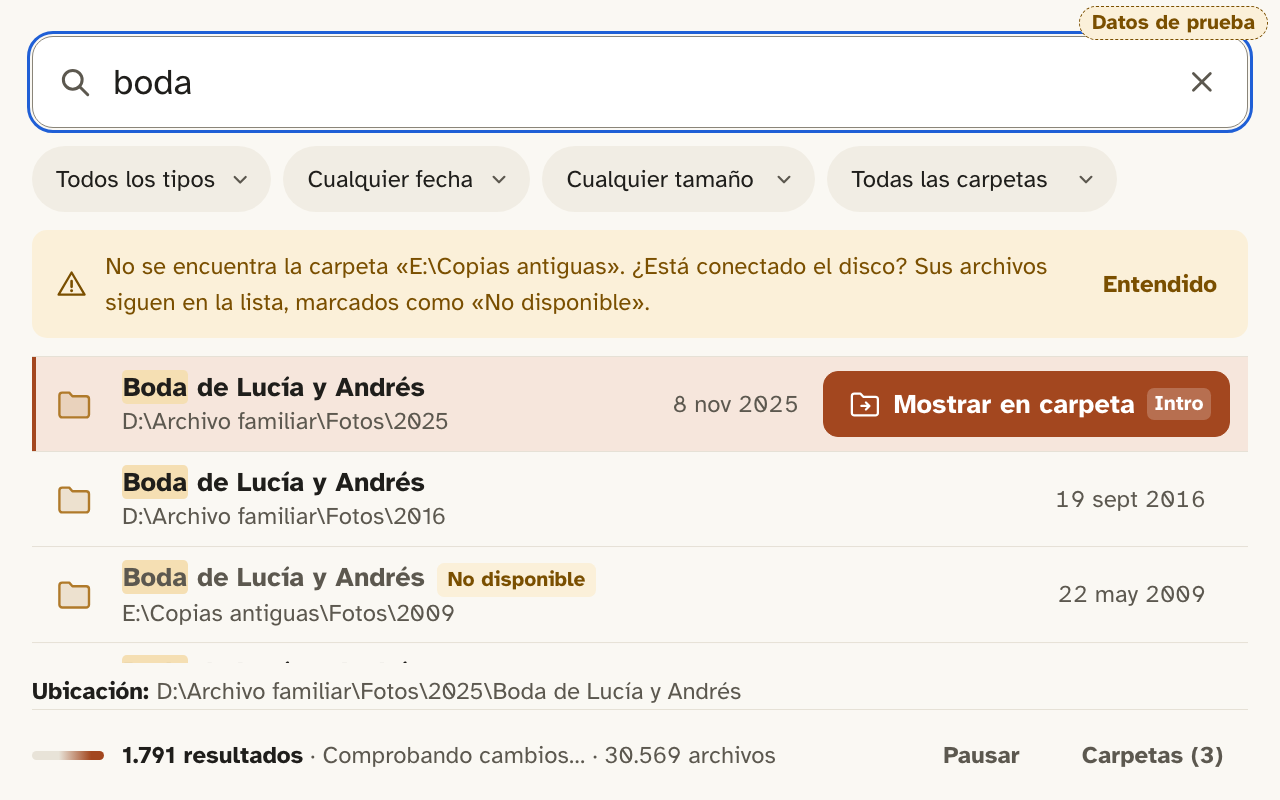 Datos de prueba
boda
Todos los tipos
Cualquier fecha
Cualquier tamaño
Todas las carpetas
No se encuentra la carpeta «E:\Copias antiguas». ¿Está conectado el disco? Sus archivos
siguen en la lista, marcados como «No disponible».
Entendido
Boda de Lucía y Andrés
D:\Archivo familiar\Fotos\2025
8 nov 2025
Mostrar en carpeta Intro
Boda de Lucía y Andrés
D:\Archivo familiar\Fotos\2016
19 sept 2016
Boda de Lucía y Andrés No disponible
E:\Copias antiguas\Fotos\2009
22 may 2009
Ubicación: D:\Archivo familiar\Fotos\2025\Boda de Lucía y Andrés
1.791 resultados · Comprobando cambios... · 30.569 archivos
Pausar
Carpetas (3)